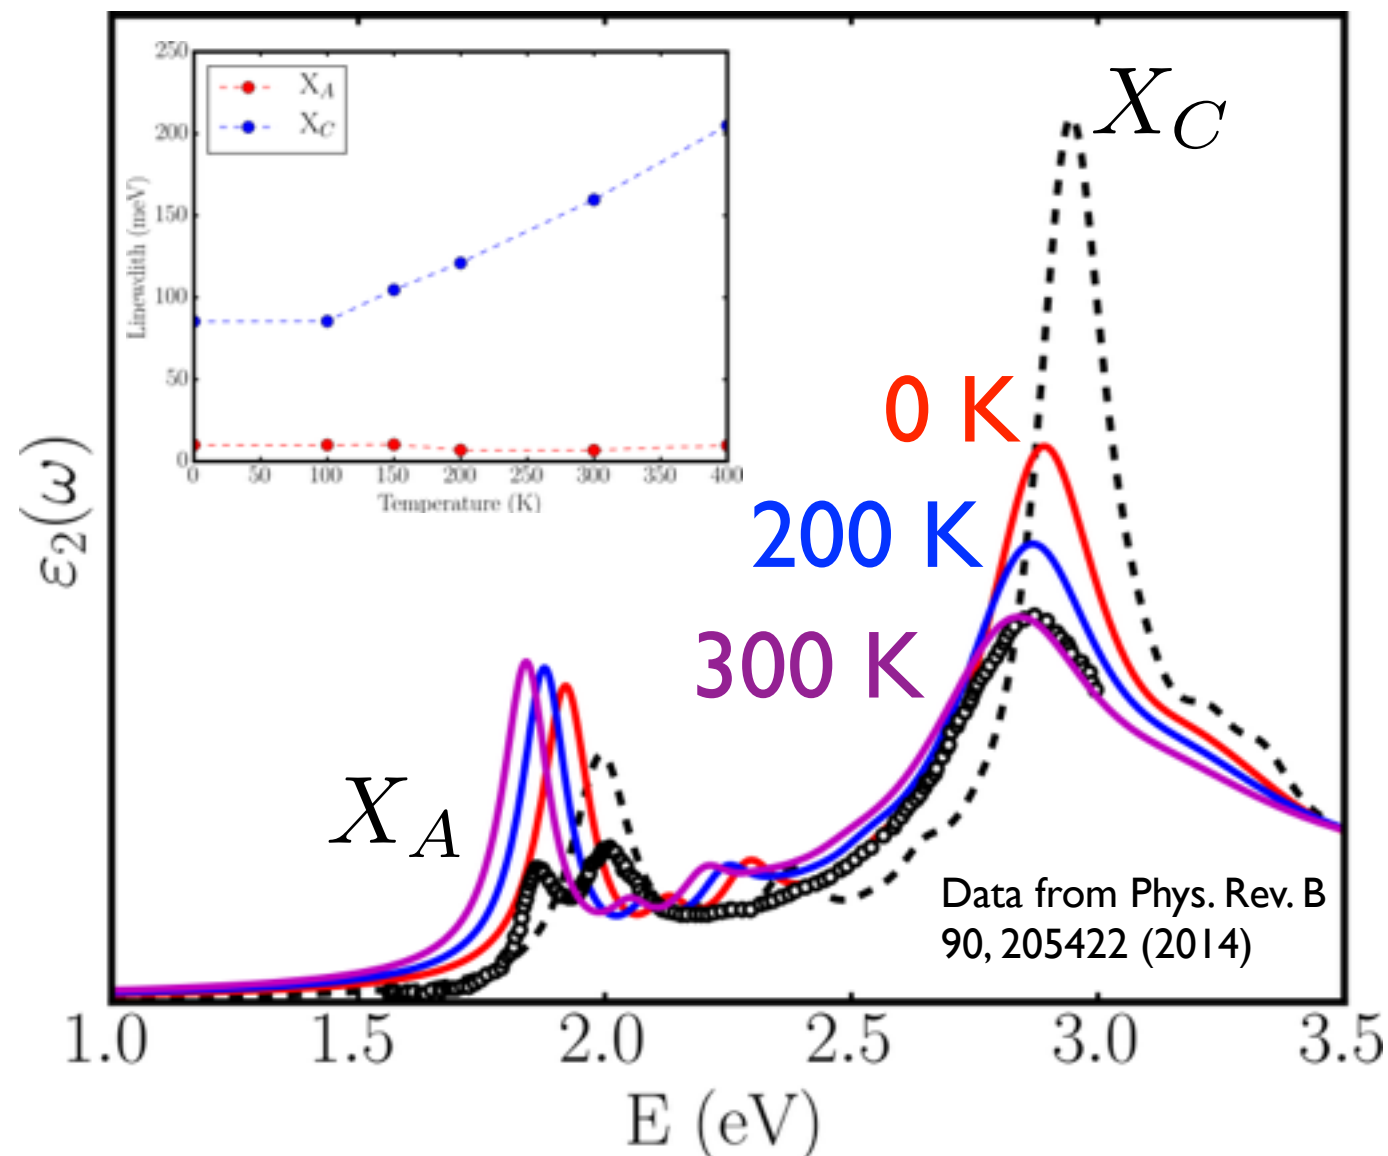 250
200
150
100
50
0
Linewdith (meV)
X_A
X_C
0 50 100 150 200 250 300 350 400
Temperature (K)
X_C
0 K
200 K
300 K
X_A
Data from Phys. Rev. B
90, 205422 (2014)
ε₂(ω)
1.0 1.5 2.0 2.5 3.0 3.5
E (eV)